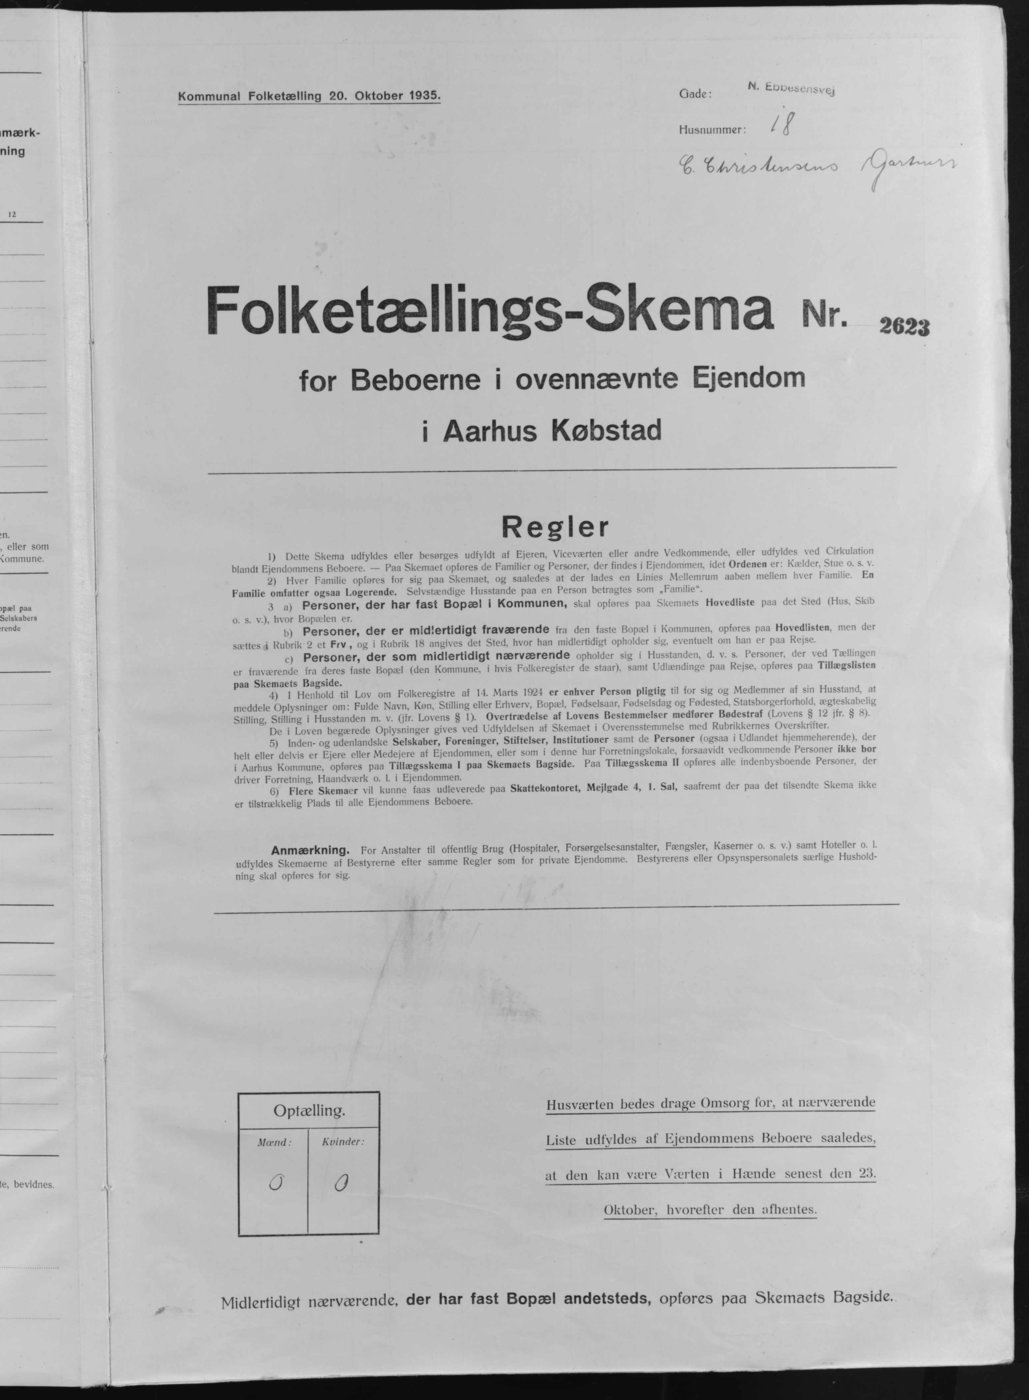 Kommunal Folketælling 20. Oktober 1935.
Gade: N. Ebbesensvej
Husnummer: 18
C. Christensens Gartneri
Folketællings-Skema Nr. 2623
for Beboerne i ovennævnte Ejendom
i Aarhus Købstad
Regler
1) Dette Skema udfyldes eller besørges udfyldt af Ejeren, Viceværten eller andre Vedkommende, eller udfyldes ved Cirkulation
blandt Ejendommens Beboere. — Paa Skemaet opføres de Familier og Personer, der findes i Ejendommen, idet Ordenen er: Kælder, Stue o. s. v.
2) Hver Familie opføres for sig paa Skemaet, og saaledes at der lades en Linies Mellemrum aaben mellem hver Familie. En
Familie omfatter ogsaa Logerende. Selvstændige Husstande paa en Person betragtes som „Familie“.
3 a) Personer, der har fast Bopæl i Kommunen, skal opføres paa Skemaets Hovedliste paa det Sted (Hus, Skib
o. s. v.), hvor Bopælen er.
b) Personer, der er midlertidigt fraværende fra den faste Bopæl i Kommunen, opføres paa Hovedlisten, men der
sættes i Rubrik 2 et Frv, og i Rubrik 18 angives det Sted, hvor han midlertidigt opholder sig, eventuelt om han er paa Rejse.
c) Personer, der som midlertidigt nærværende opholder sig i Husstanden, d. v. s. Personer, der ved Tællingen
er fraværende fra deres faste Bopæl (den Kommune, i hvis Folkeregister de staar), samt Udlændinge paa Rejse, opføres paa Tillægslisten
paa Skemaets Bagside.
4) I Henhold til Lov om Folkeregistre af 14. Marts 1924 er enhver Person pligtig til for sig og Medlemmer af sin Husstand, at
meddele Oplysninger om: Fulde Navn, Køn, Stilling eller Erhverv, Bopæl, Fødselsaar, Fødselsdag og Fødested, Statsborgerforhold, ægteskabelig
Stilling, Stilling i Husstanden m. v. (jfr. Lovens § 1). Overtrædelse af Lovens Bestemmelser medfører Bødestraf (Lovens § 12 jfr. § 8).
De i Loven begærede Oplysninger gives ved Udfyldelsen af Skemaet i Overensstemmelse med Rubrikkernes Overskrifter.
5) Inden- og udenlandske Selskaber, Foreninger, Stiftelser, Institutioner samt de Personer (ogsaa i Udlandet hjemmehørende), der
helt eller delvis er Ejere eller Medejere af Ejendommen, eller som i denne har Forretningslokale, forsaavidt vedkommende Personer ikke bor
i Aarhus Kommune, opføres paa Tillægsskema I paa Skemaets Bagside. Paa Tillægsskema II opføres alle indenbysboende Personer, der
driver Forretning, Haandværk o. l. i Ejendommen.
6) Flere Skemaer vil kunne faas udleverede paa Skattekontoret, Mejlgade 4, 1. Sal, saafremt der paa det tilsendte Skema ikke
er tilstrækkelig Plads til alle Ejendommens Beboere.
Anmærkning. For Anstalter til offentlig Brug (Hospitaler, Forsørgelsesanstalter, Fængsler, Kaserner o. s. v.) samt Hoteller o. l.
udfyldes Skemaerne af Bestyrerne efter samme Regler som for private Ejendomme. Bestyrerens eller Opsynspersonalets særlige Hushold-
ning skal opføres for sig.
Optælling.
Mænd: Kvinder:
0 0
Husværten bedes drage Omsorg for, at nærværende
Liste udfyldes af Ejendommens Beboere saaledes,
at den kan være Værten i Hænde senest den 23.
Oktober, hvorefter den afhentes.
Midlertidigt nærværende, der har fast Bopæl andetsteds, opføres paa Skemaets Bagside.
mærk-
ning
12
en.
, eller som
Kommune.
opæl paa
Selskabers
rende
te, bevidnes.